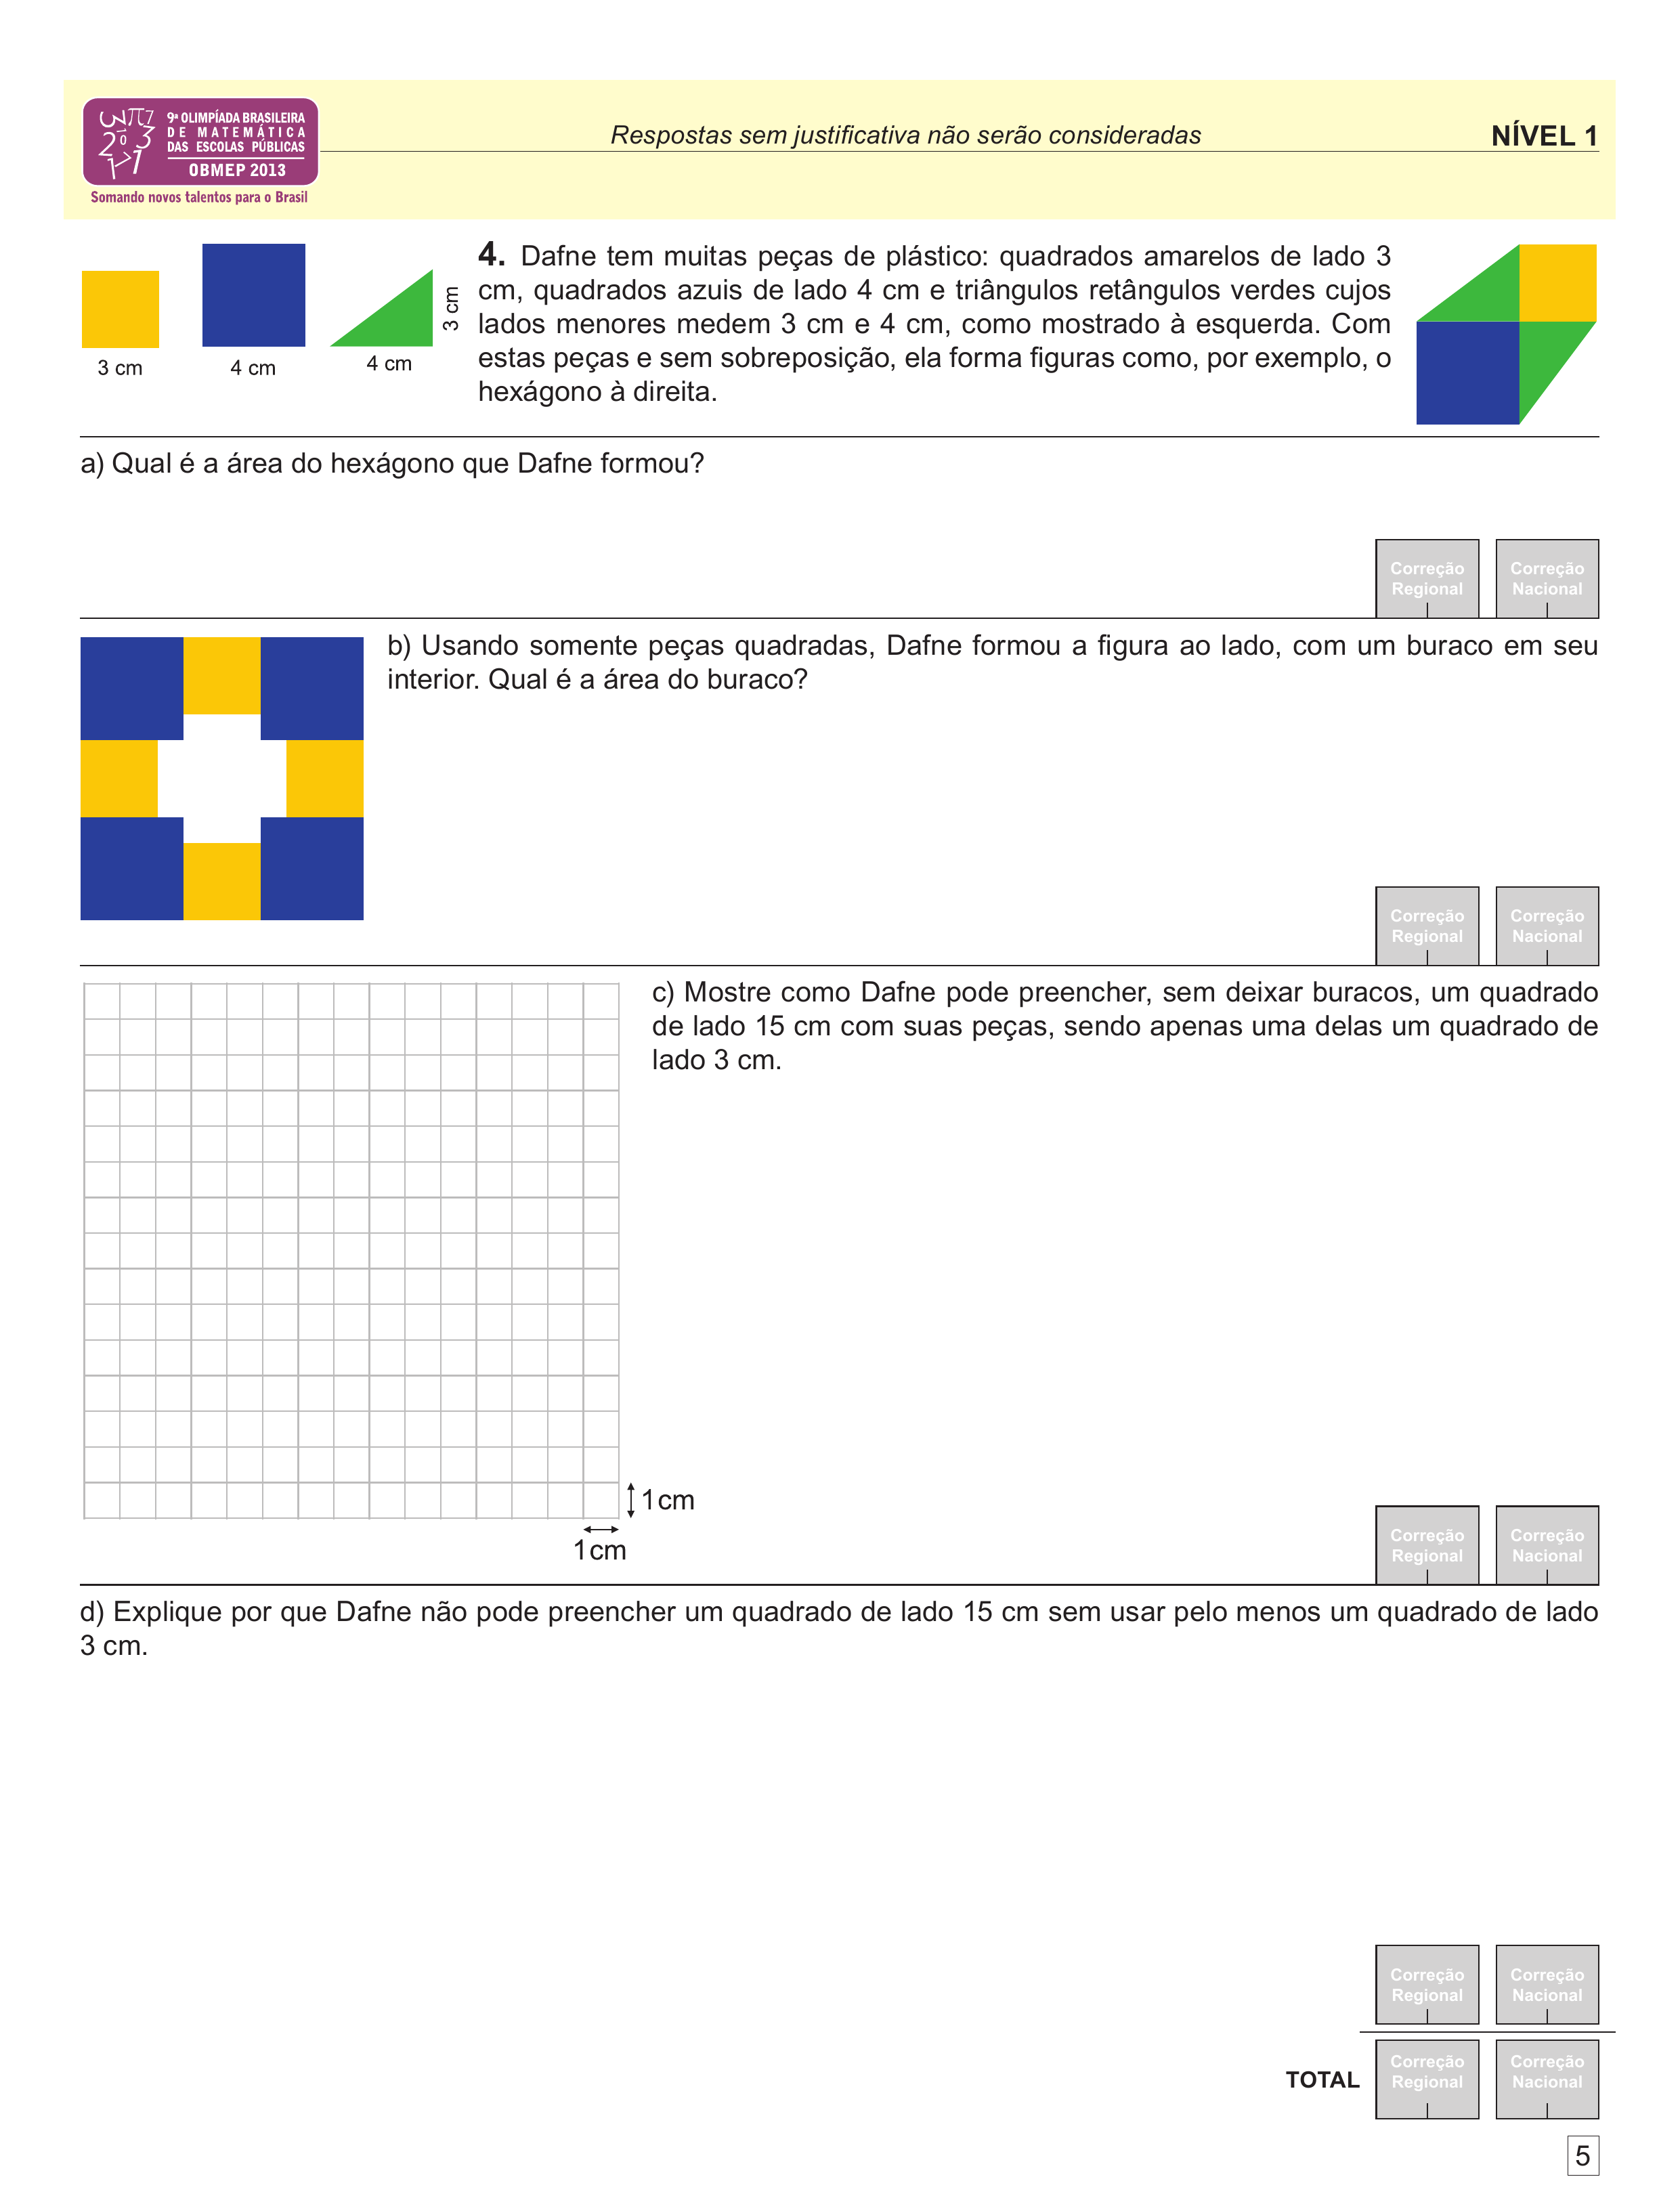 9ª OLIMPÍADA BRASILEIRA
DE MATEMÁTICA
DAS ESCOLAS PÚBLICAS
OBMEP 2013
Somando novos talentos para o Brasil
Respostas sem justificativa não serão consideradas
NÍVEL 1
3 cm
4 cm
4 cm
3 cm
4. Dafne tem muitas peças de plástico: quadrados amarelos de lado 3
cm, quadrados azuis de lado 4 cm e triângulos retângulos verdes cujos
lados menores medem 3 cm e 4 cm, como mostrado à esquerda. Com
estas peças e sem sobreposição, ela forma figuras como, por exemplo, o
hexágono à direita.
a) Qual é a área do hexágono que Dafne formou?
Correção
Regional
Correção
Nacional
b) Usando somente peças quadradas, Dafne formou a figura ao lado, com um buraco em seu
interior. Qual é a área do buraco?
Correção
Regional
Correção
Nacional
c) Mostre como Dafne pode preencher, sem deixar buracos, um quadrado
de lado 15 cm com suas peças, sendo apenas uma delas um quadrado de
lado 3 cm.
1cm
1cm
Correção
Regional
Correção
Nacional
d) Explique por que Dafne não pode preencher um quadrado de lado 15 cm sem usar pelo menos um quadrado de lado
3 cm.
Correção
Regional
Correção
Nacional
TOTAL
Correção
Regional
Correção
Nacional
5